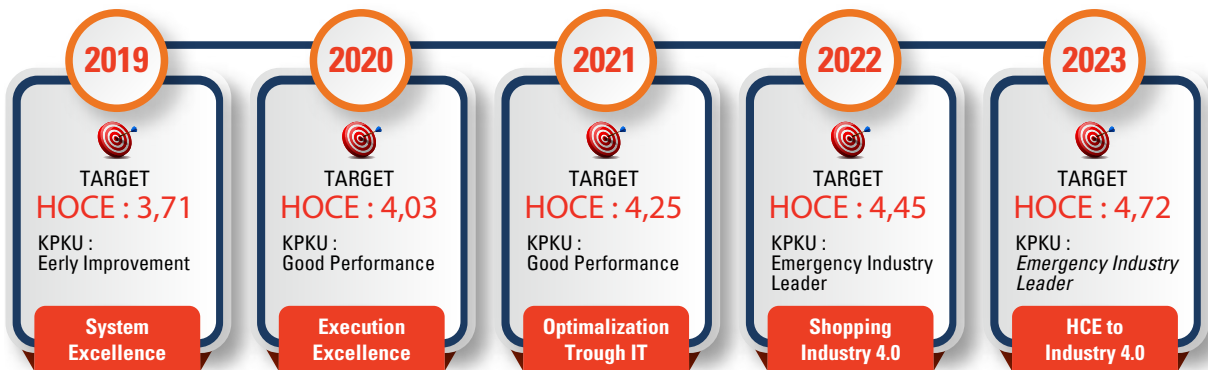 2019
TARGET
HOCE : 3,71
KPKU :
Eerly Improvement
System
Excellence
2020
TARGET
HOCE : 4,03
KPKU :
Good Performance
Execution
Excellence
2021
TARGET
HOCE : 4,25
KPKU :
Good Performance
Optimalization
Trough IT
2022
TARGET
HOCE : 4,45
KPKU :
Emergency Industry
Leader
Shopping
Industry 4.0
2023
TARGET
HOCE : 4,72
KPKU :
Emergency Industry
Leader
HCE to
Industry 4.0